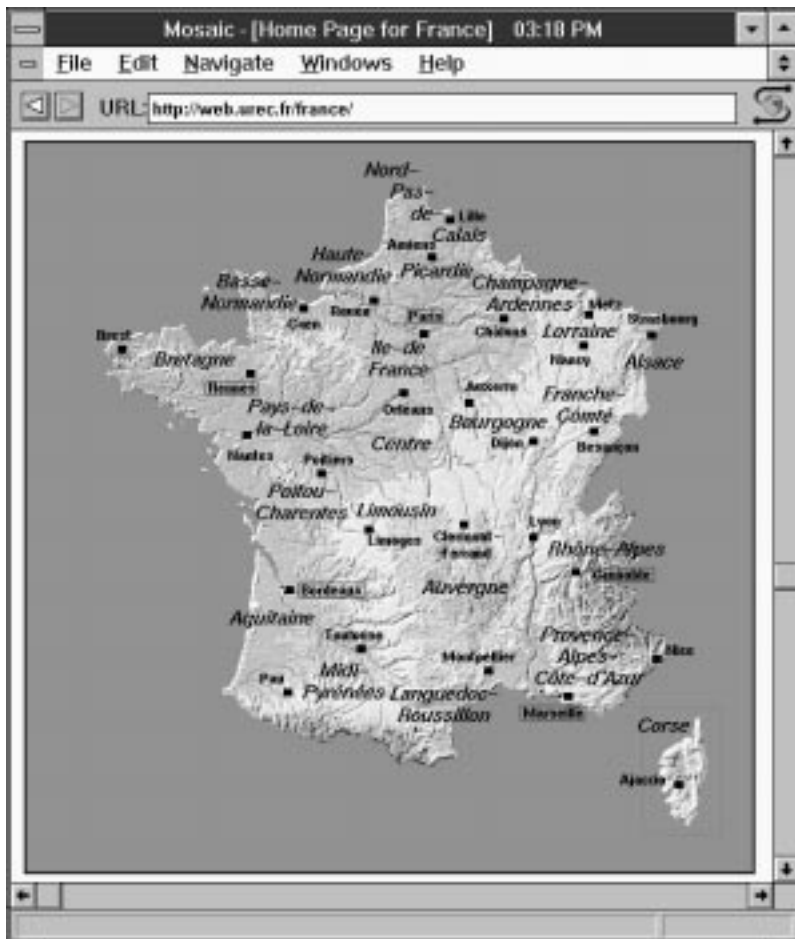 Mosaic - [Home Page for France] 03:18 PM
File Edit Navigate Windows Help
URL: http://web.urec.fr/france/
Nord-
Pas-
de-
Lille
Calais
Amiens
Haute
Normandie
Picardie
Basse-
Normandie
Champagne-
Ardennes
Metz
Rouen
Caen
Paris
Châlons
Strasbourg
Brest
Lorraine
Ile-de
France
Nancy
Alsace
Bretagne
Rennes
Auxerre
Franche-
Comté
Orléans
Pays-de-
la-Loire
Bourgogne
Centre
Dijon
Besançon
Nantes
Poitiers
Poitou-
Charentes
Limousin
Limoges
Clermont-
Ferrand
Lyon
Rhône-Alpes
Grenoble
Auvergne
Bordeaux
Aquitaine
Toulouse
Provence-
Alpes-
Côte-d'Azur
Nice
Montpellier
Midi
Pyrénées
Pau
Languedoc-
Roussillon
Marseille
Corse
Ajaccio